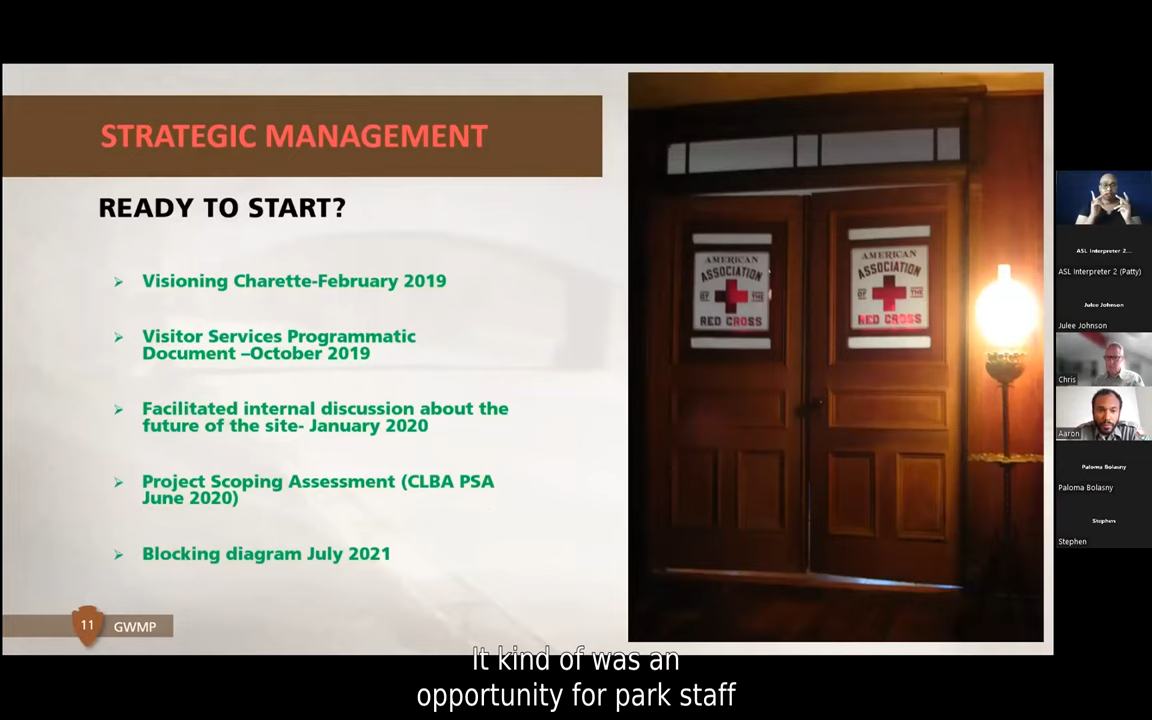 STRATEGIC MANAGEMENT
READY TO START?
Visioning Charette-February 2019
Visitor Services Programmatic
Document –October 2019
Facilitated internal discussion about the
future of the site- January 2020
Project Scoping Assessment (CLBA PSA
June 2020)
Blocking diagram July 2021
11
GWMP
AMERICAN
ASSOCIATION
OF THE
RED CROSS
AMERICAN
ASSOCIATION
OF THE
RED CROSS
ASL Interpreter 2...
ASL Interpreter 2 (Patty)
Julee Johnson
Julee Johnson
Chris
Aaron
Paloma Bolasny
Paloma Bolasny
Stephen
Stephen
It kind of was an
opportunity for park staff